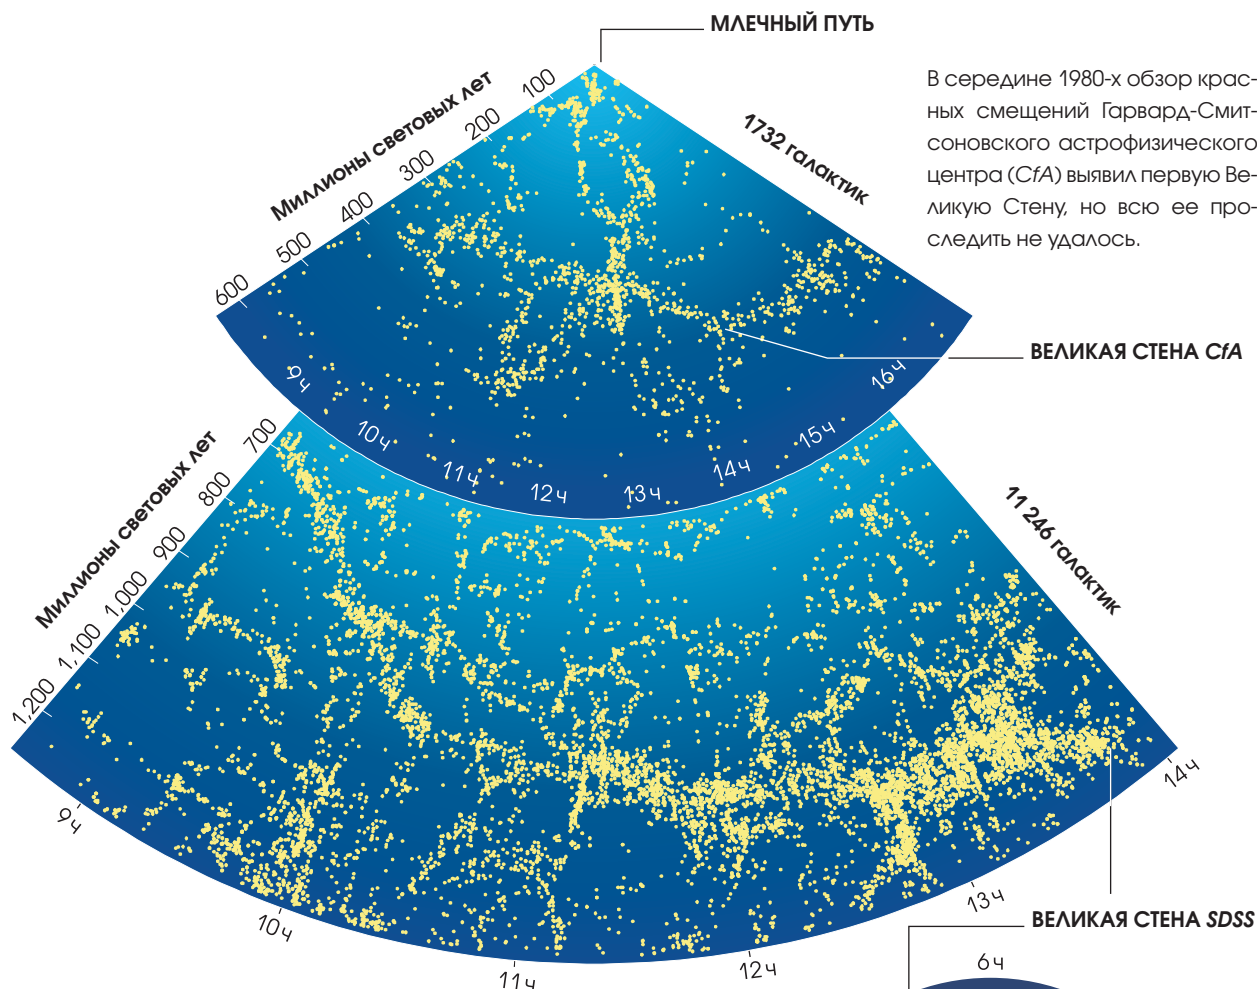 МЛЕЧНЫЙ ПУТЬ
В середине 1980-х обзор крас-
ных смещений Гарвард-Смит-
соновского астрофизического
центра (CfA) выявил первую Ве-
ликую Стену, но всю ее про-
следить не удалось.
Миллионы световых лет
100
200
300
400
500
600
1732 галактик
ВЕЛИКАЯ СТЕНА CfA
9ч
10ч
11ч
12ч
13ч
14ч
15ч
16ч
Миллионы световых лет
700
800
900
1,000
1,100
1,200
11 246 галактик
9ч
10ч
11ч
12ч
13ч
14ч
ВЕЛИКАЯ СТЕНА SDSS
6ч